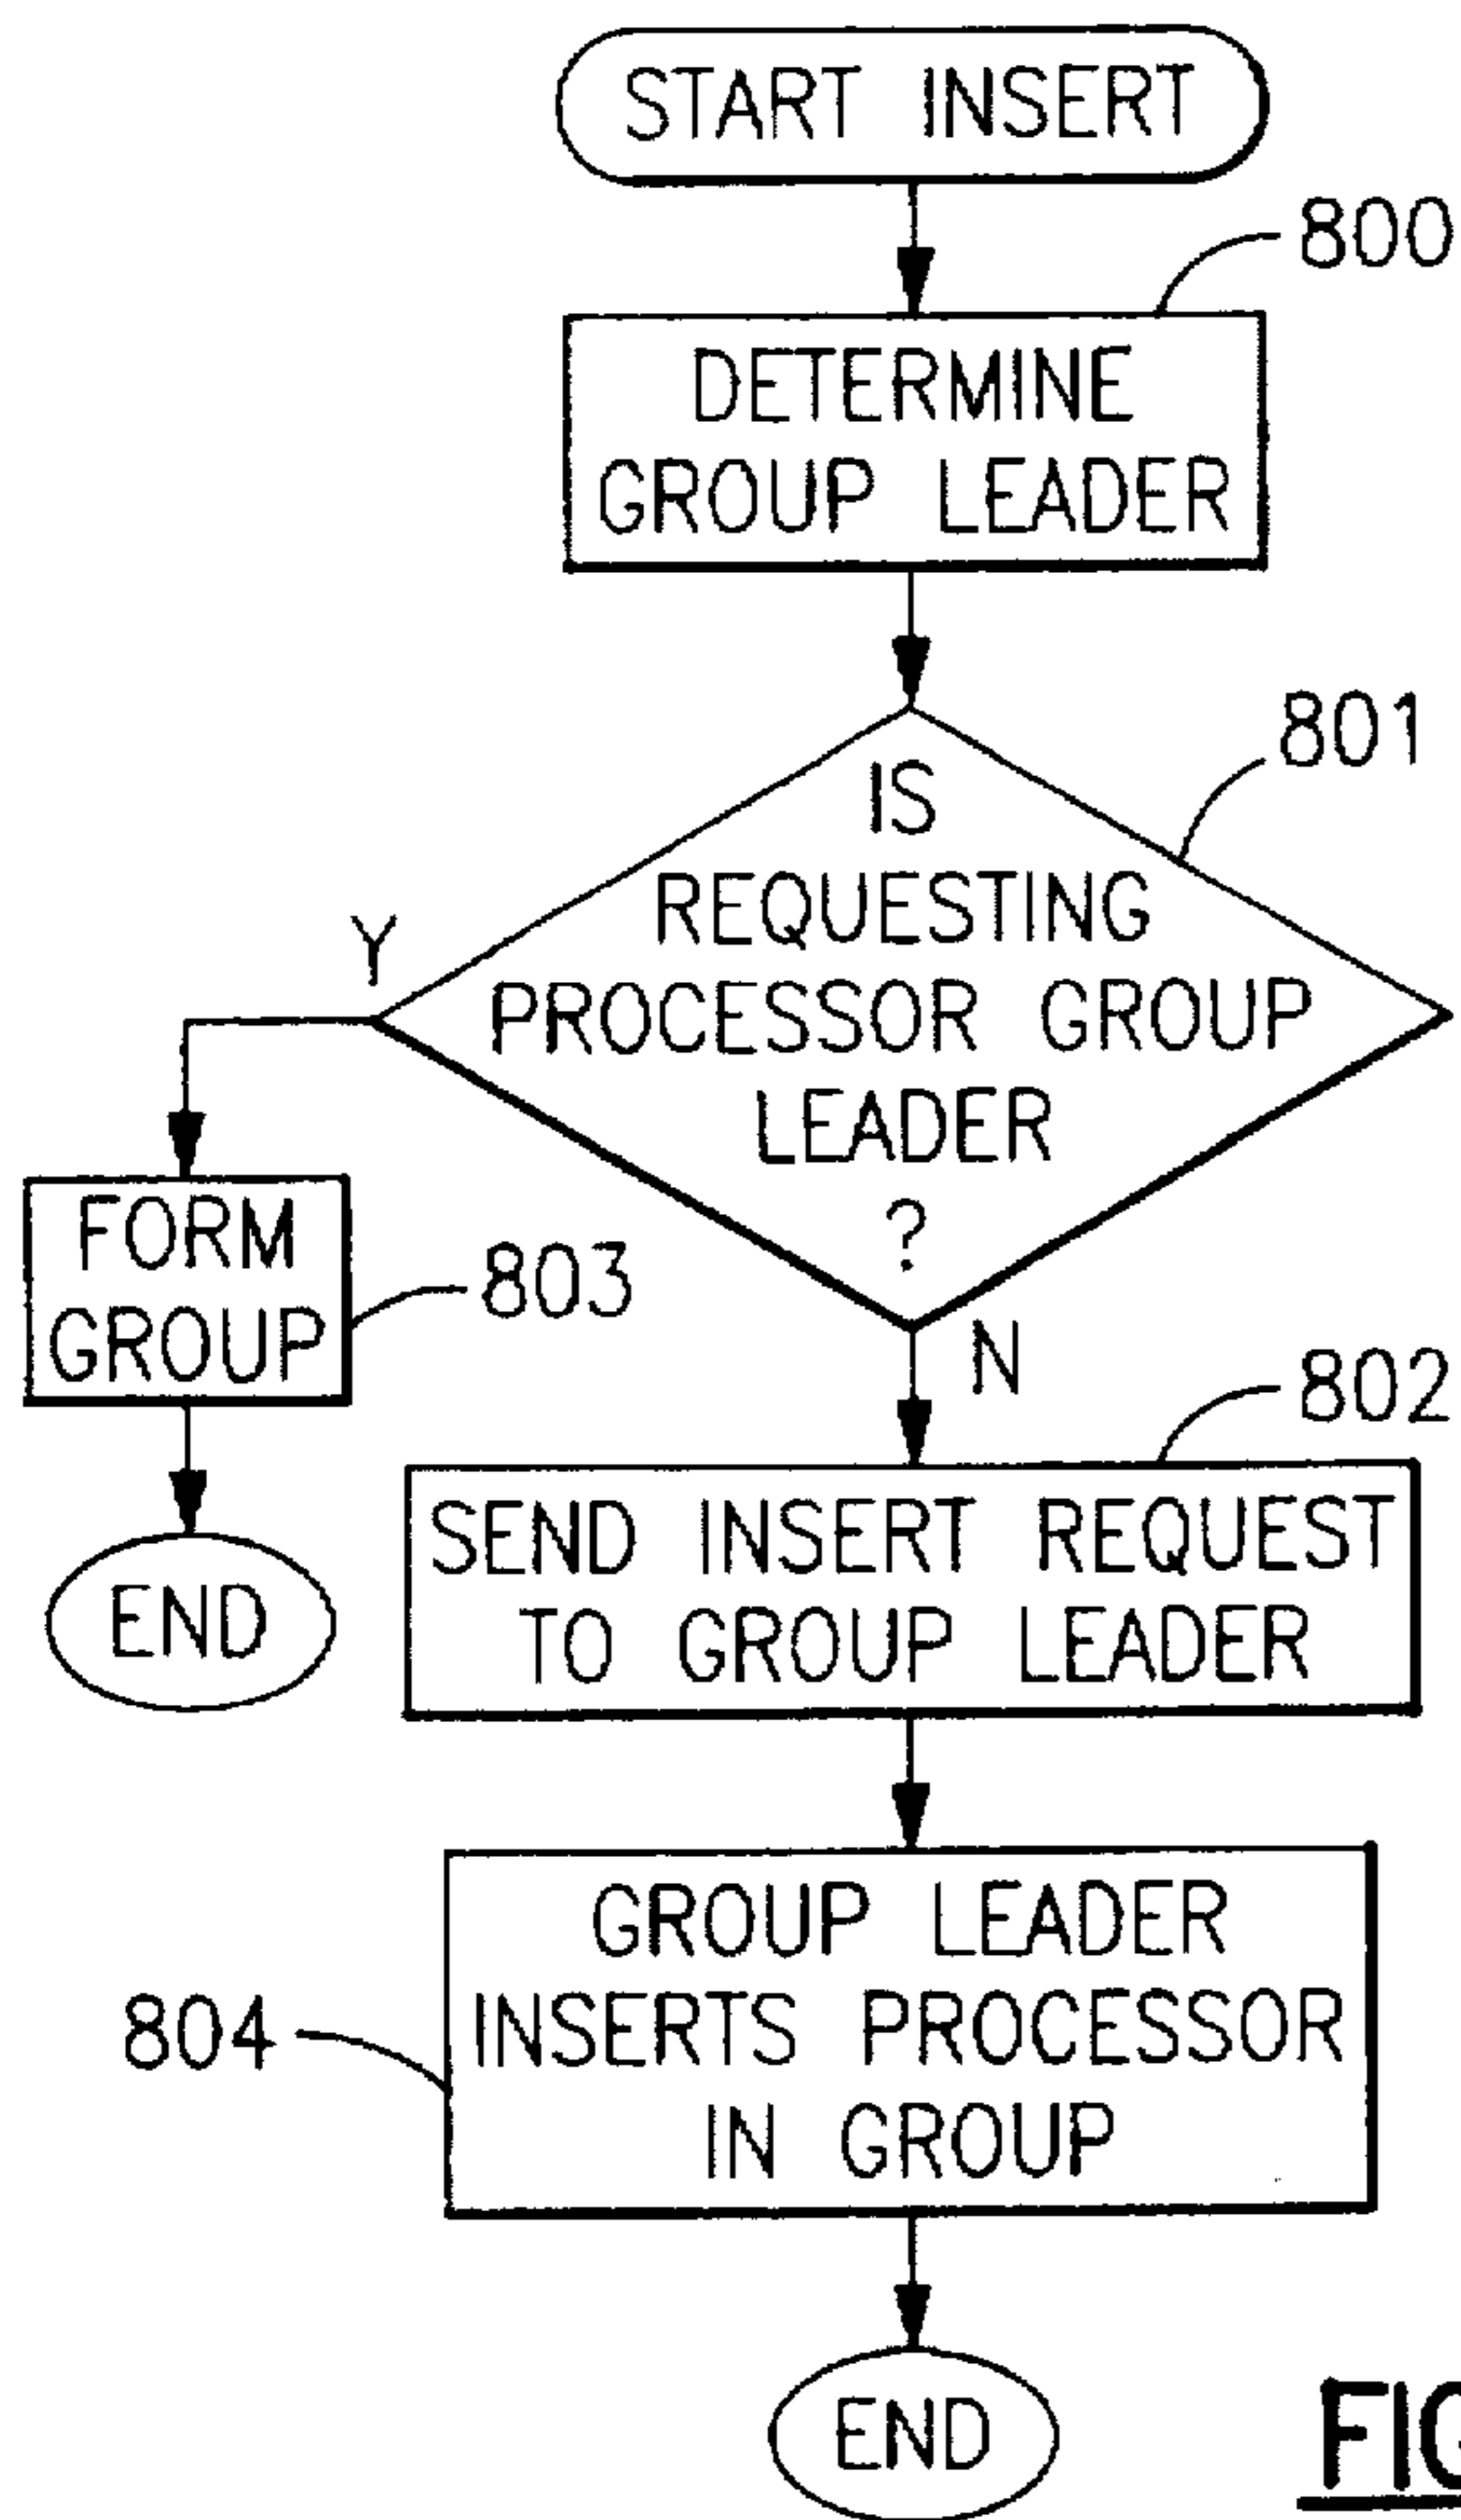 START INSERT
800
DETERMINE
GROUP LEADER
801
IS
REQUESTING
PROCESSOR GROUP
LEADER
?
Y
N
FORM
GROUP
803
END
802
SEND INSERT REQUEST
TO GROUP LEADER
804
GROUP LEADER
INSERTS PROCESSOR
IN GROUP
END